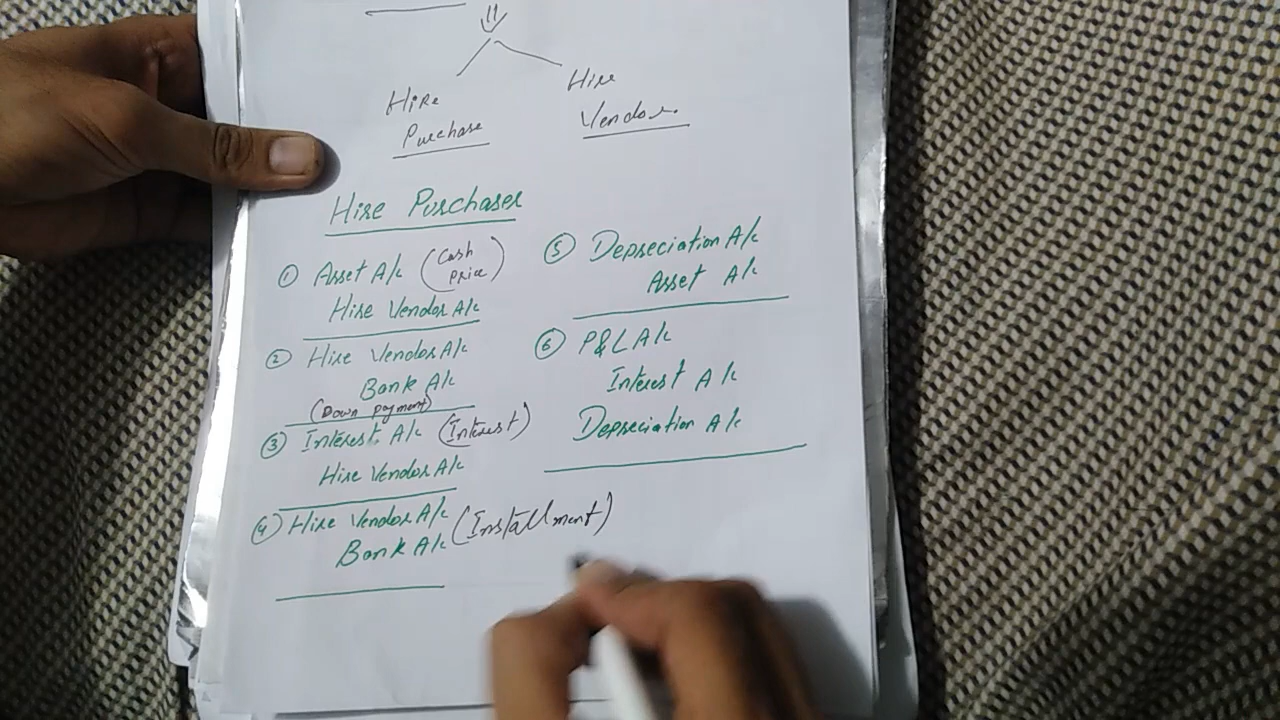 Hire
Purchase
Hire
Vendor.
Hire Purchaser
① Asset A/c (Cash price)
Hire Vendor A/c
② Hire Vendor A/c
Bank A/c
(Down payment)
③ Interest A/c (Interest)
Hire Vendor A/c
④ Hire Vendor A/c (Installment)
Bank A/c
⑤ Depreciation A/c
Asset A/c
⑥ P&L A/c
Interest A/c
Depreciation A/c